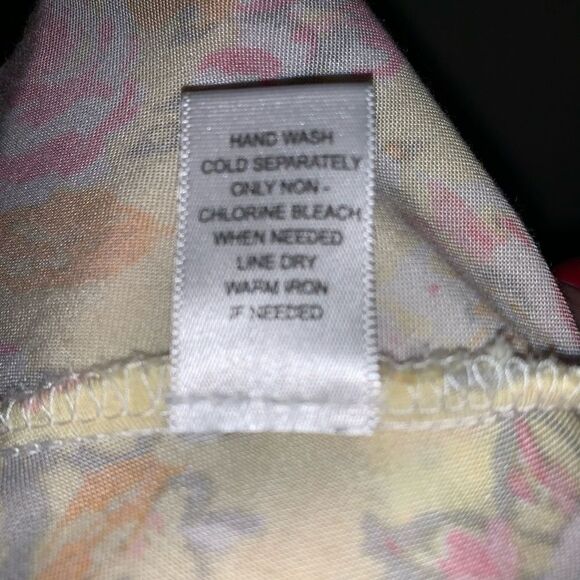 HAND WASH
COLD SEPARATELY
ONLY NON -
CHLORINE BLEACH
WHEN NEEDED
LINE DRY
WARM IRON
IF NEEDED